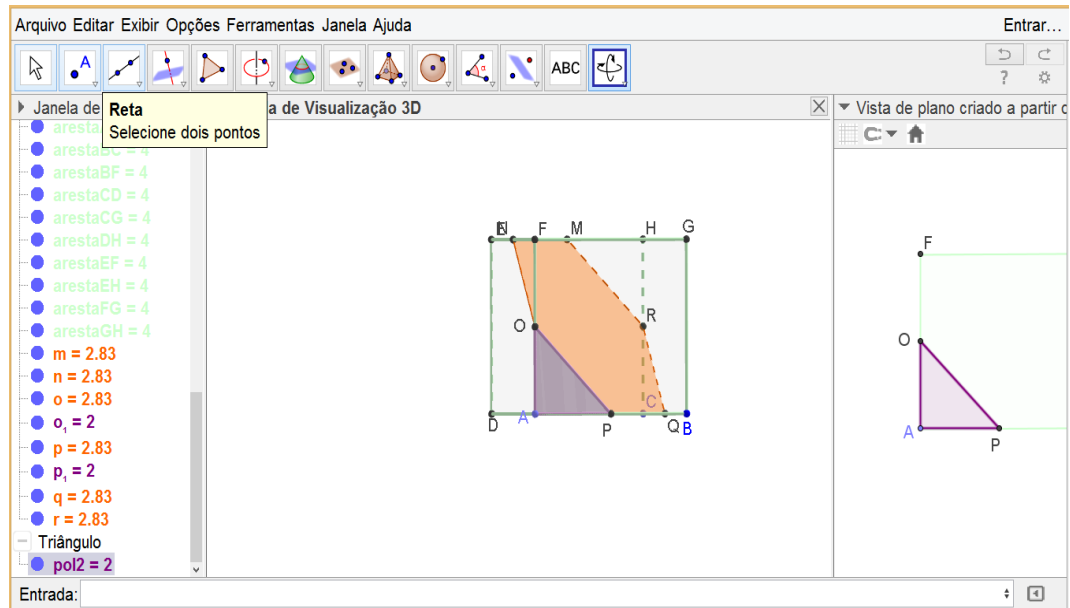 Arquivo Editar Exibir Opções Ferramentas Janela Ajuda
Entrar…
A
ABC
?
Janela de
a de Visualização 3D
Vista de plano criado a partir
Reta
Selecione dois pontos
arestaBC = 4
arestaBF = 4
arestaCD = 4
arestaCG = 4
arestaDH = 4
arestaEF = 4
arestaEH = 4
arestaFG = 4
arestaGH = 4
m = 2.83
n = 2.83
o = 2.83
o₁ = 2
p = 2.83
p₁ = 2
q = 2.83
r = 2.83
Triângulo
pol2 = 2
N F M H G
O R
D A P C Q B
F
O
A P
Entrada: